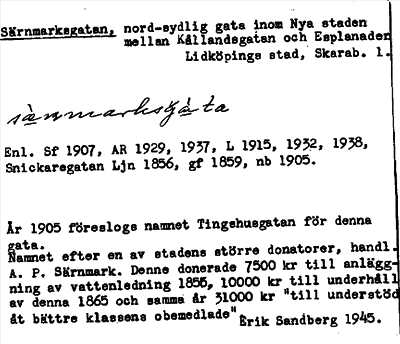 Särnmarksgatan, nord-sydlig gata inom Nya staden
mellan Kållandsgatan och Esplanaden
Lidköpings stad, Skarab. l.
sànmarksgàta
Enl. Sf 1907, AR 1929, 1937, L 1915, 1932, 1938,
Snickaregatan Ljn 1856, gf 1859, nb 1905.
År 1905 föreslogs namnet Tingshusgatan för denna
gata.
Namnet efter en av stadens större donatorer, handl.
A. P. Särnmark. Denne donerade 7500 kr till anlägg-
ning av vattenledning 1855, 10000 kr till underhåll
av denna 1865 och samma år 31000 kr "till understöd
åt bättre klassens obemedlade"
Erik Sandberg 1945.